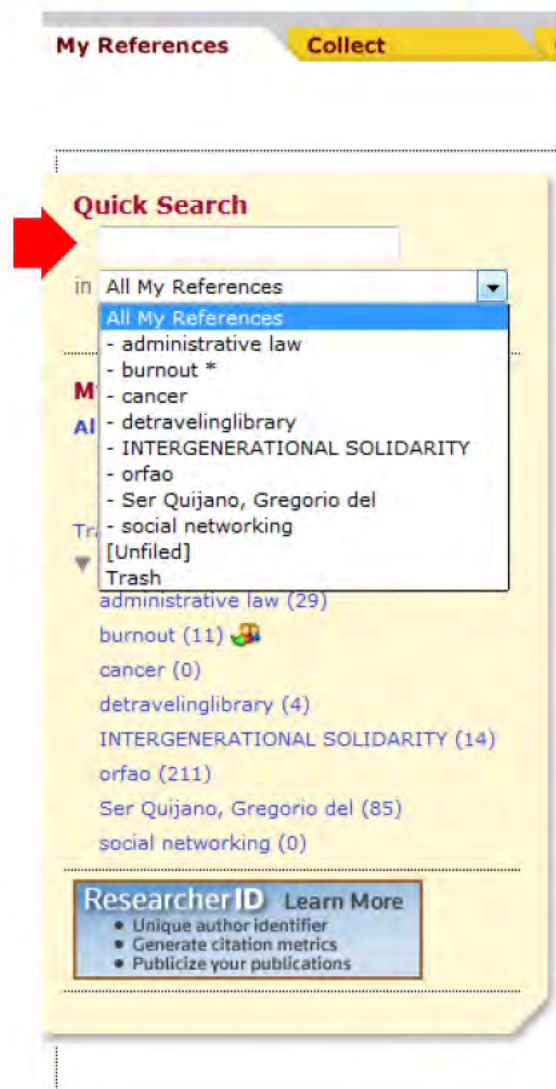 My References Collect
Quick Search
in All My References
All My References
- administrative law
- burnout *
- cancer
- detravelinglibrary
- INTERGENERATIONAL SOLIDARITY
- orfao
- Ser Quijano, Gregorio del
- social networking
[Unfiled]
Trash
administrative law (29)
burnout (11)
cancer (0)
detravelinglibrary (4)
INTERGENERATIONAL SOLIDARITY (14)
orfao (211)
Ser Quijano, Gregorio del (85)
social networking (0)
ResearcherID Learn More
• Unique author identifier
• Generate citation metrics
• Publicize your publications